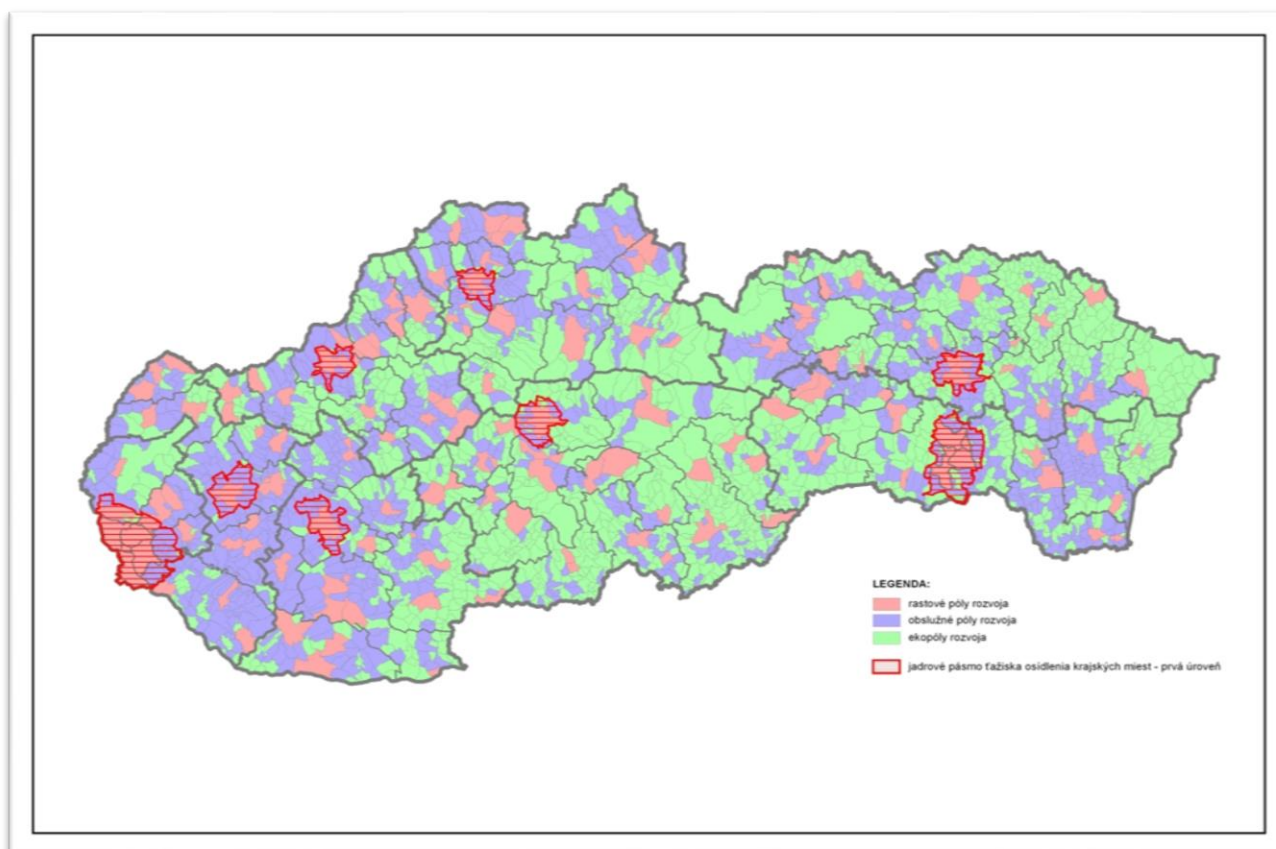 LEGENDA:
rastové póly rozvoja
obslužné póly rozvoja
ekopóly rozvoja
jadrové pásmo ťažiska osídlenia krajských miest - prvá úroveň